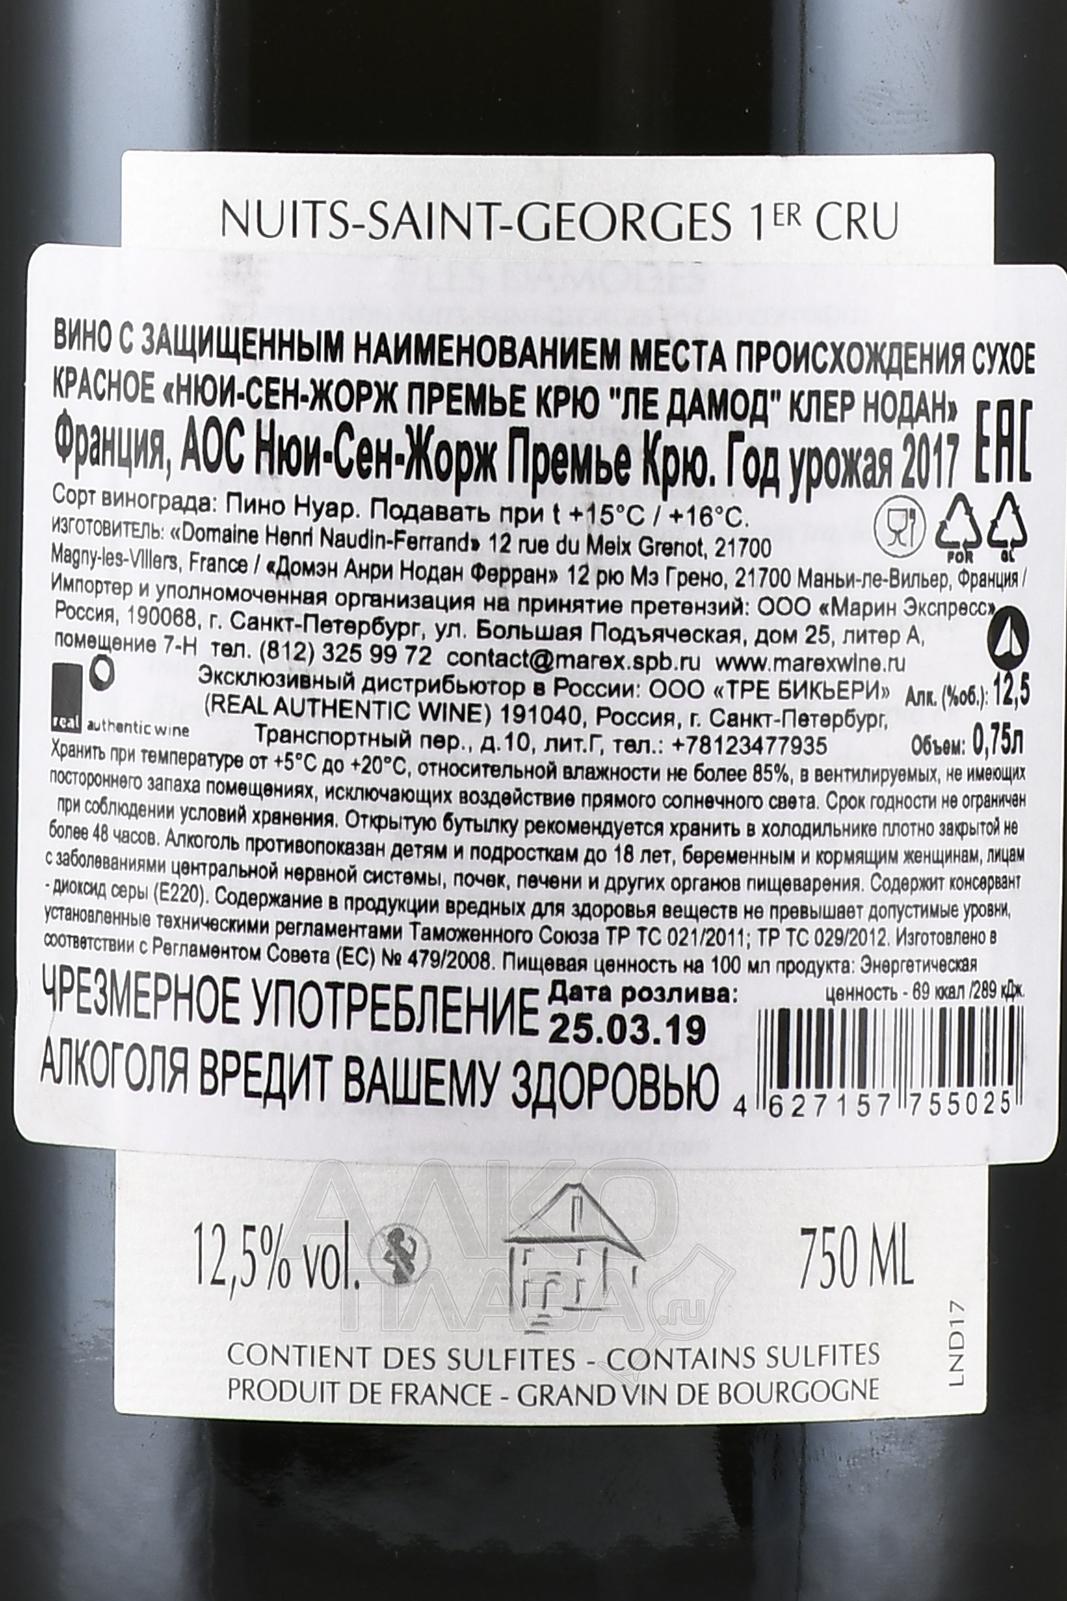 NUITS-SAINT-GEORGES 1ER CRU
LES DAMODES
ВИНО С ЗАЩИЩЕННЫМ НАИМЕНОВАНИЕМ МЕСТА ПРОИСХОЖДЕНИЯ СУХОЕ
КРАСНОЕ «НЮИ-СЕН-ЖОРЖ ПРЕМЬЕ КРЮ "ЛЕ ДАМОД" КЛЕР НОДАН»
Франция, АОС Нюи-Сен-Жорж Премье Крю. Год урожая 2017 EAC
Сорт винограда: Пино Нуар. Подавать при t +15°С / +16°С.
ИЗГОТОВИТЕЛЬ: «Domaine Henri Naudin-Ferrand» 12 rue du Meix Grenot, 21700
FOR GL
Magny-les-Villers, France / «Домэн Анри Нодан Ферран» 12 рю Мэ Грено, 21700 Маньи-ле-Вильер, Франция /
Импортер и уполномоченная организация на принятие претензий: ООО «Марин Экспресс»,
Россия, 190068, г. Санкт-Петербург, ул. Большая Подъяческая, дом 25, литер А,
помещение 7-Н тел. (812) 325 99 72 contact@marex.spb.ru www.marexwine.ru
Эксклюзивный дистрибьютор в России: ООО «ТРЕ БИКЬЕРИ» Алк. (%об.): 12,5
(REAL AUTHENTIC WINE) 191040, Россия, г. Санкт-Петербург,
real authentic wine
Транспортный пер., д.10, лит.Г, тел.: +78123477935 Объем: 0,75л
Хранить при температуре от +5°С до +20°С, относительной влажности не более 85%, в вентилируемых, не имеющих
постороннего запаха помещениях, исключающих воздействие прямого солнечного света. Срок годности не ограничен
при соблюдении условий хранения. Открытую бутылку рекомендуется хранить в холодильнике плотно закрытой не
более 48 часов. Алкоголь противопоказан детям и подросткам до 18 лет, беременным и кормящим женщинам, лицам
с заболеваниями центральной нервной системы, почек, печени и других органов пищеварения. Содержит консервант
- диоксид серы (Е220). Содержание в продукции вредных для здоровья веществ не превышает допустимые уровни,
установленные техническими регламентами Таможенного Союза ТР ТС 021/2011; ТР ТС 029/2012. Изготовлено в
соответствии с Регламентом Совета (ЕС) № 479/2008. Пищевая ценность на 100 мл продукта: Энергетическая
ценность - 69 ккал /289 кДж.
ЧРЕЗМЕРНОЕ УПОТРЕБЛЕНИЕ
АЛКОГОЛЯ ВРЕДИТ ВАШЕМУ ЗДОРОВЬЮ
Дата розлива:
25.03.19
4 627157 755025
АЛКО
ПЛАЗА.ru
12,5% vol. 750 ML
LND17
CONTIENT DES SULFITES - CONTAINS SULFITES
PRODUIT DE FRANCE - GRAND VIN DE BOURGOGNE